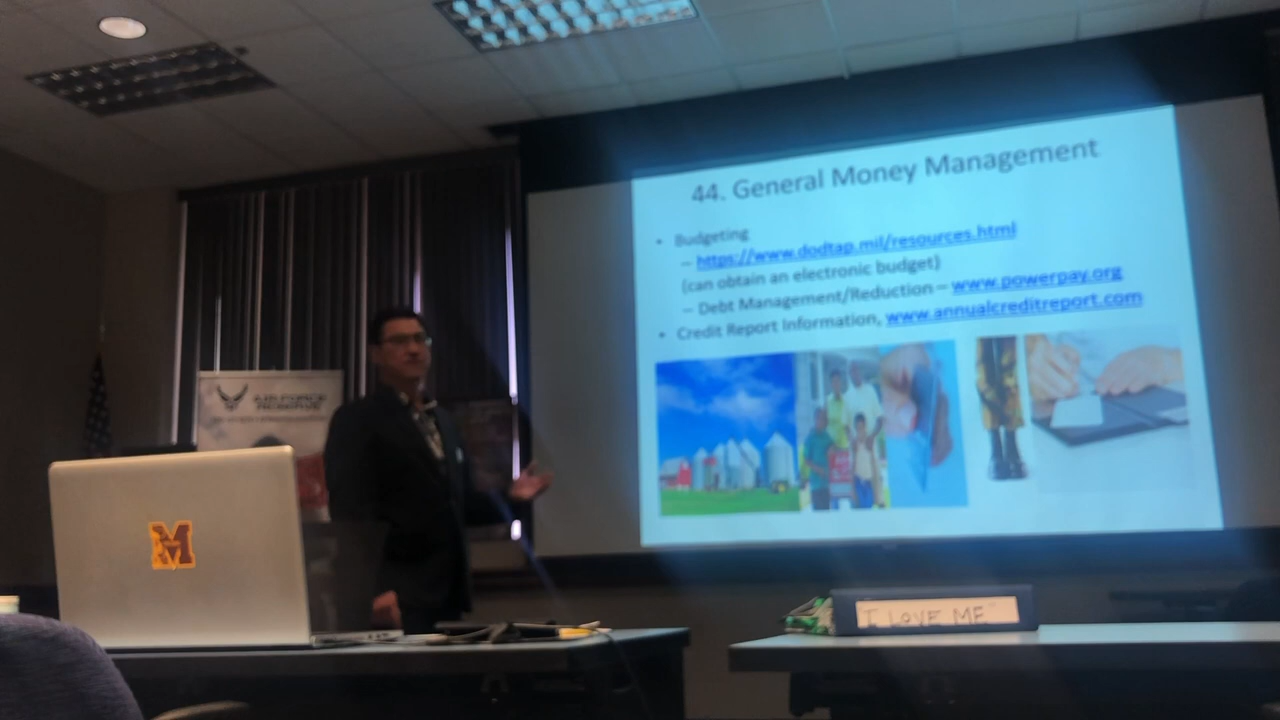 44. General Money Management
• Budgeting
– https://www.dodtap.mil/resources.html
(can obtain an electronic budget)
– Debt Management/Reduction – www.powerpay.org
• Credit Report Information, www.annualcreditreport.com
AIR FORCE
RESERVE
M
I LOVE ME"